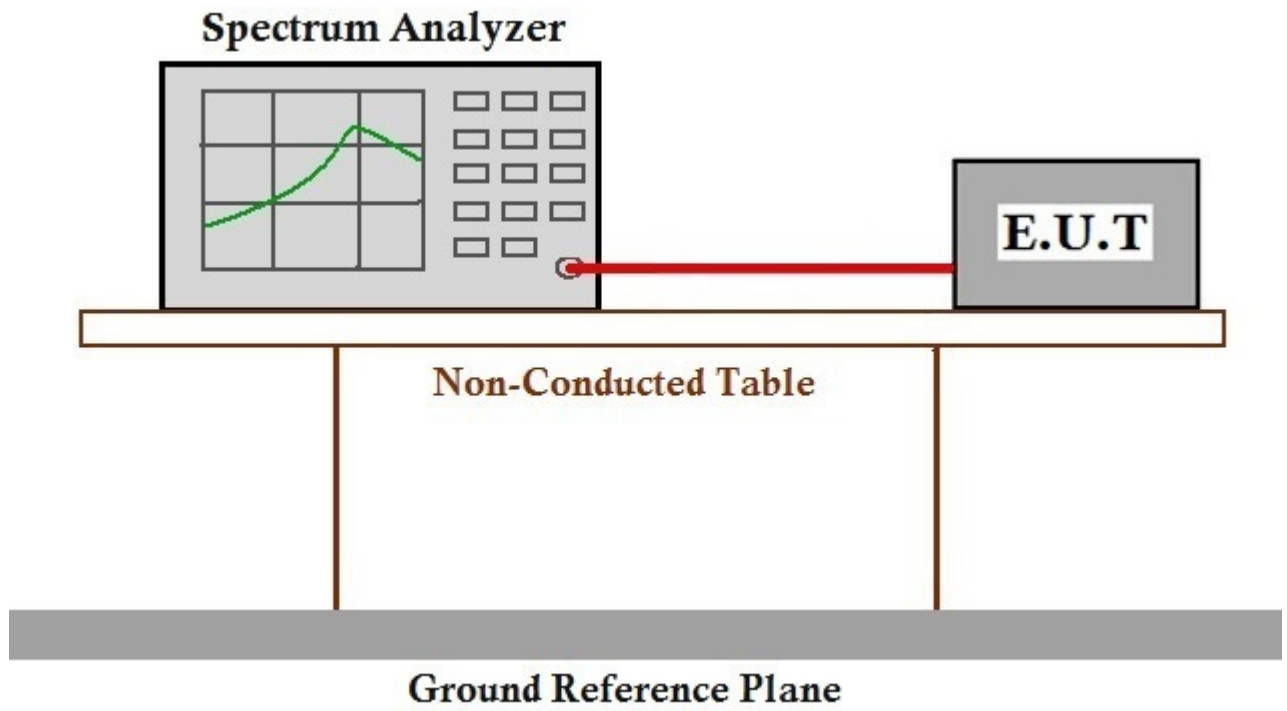 Spectrum Analyzer
E.U.T
Non-Conducted Table
Ground Reference Plane